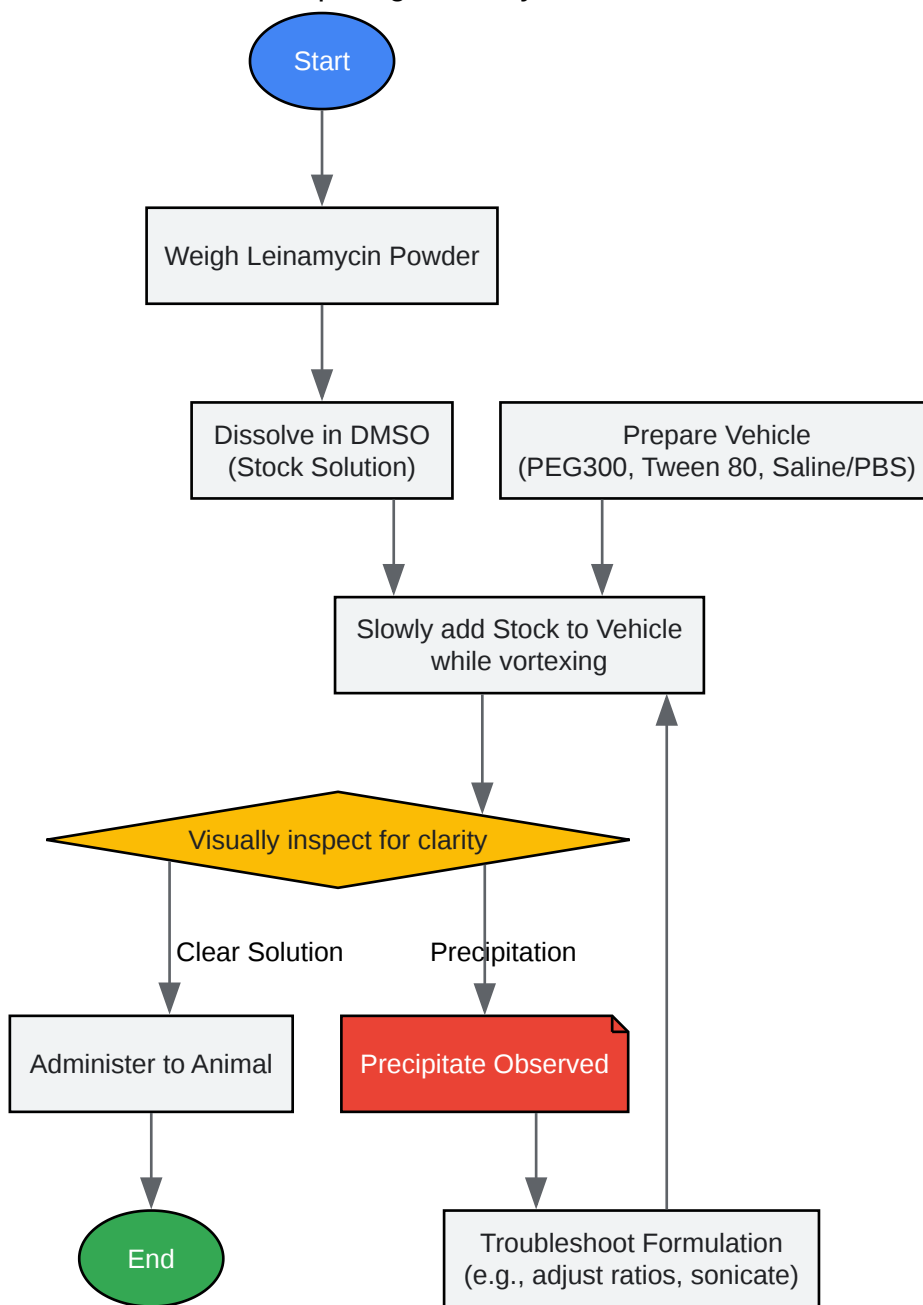 Start
Weigh Leinamycin Powder
Dissolve in DMSO
(Stock Solution)
Prepare Vehicle
(PEG300, Tween 80, Saline/PBS)
Slowly add Stock to Vehicle
while vortexing
Visually inspect for clarity
Clear Solution
Precipitation
Administer to Animal
Precipitate Observed
End
Troubleshoot Formulation
(e.g., adjust ratios, sonicate)